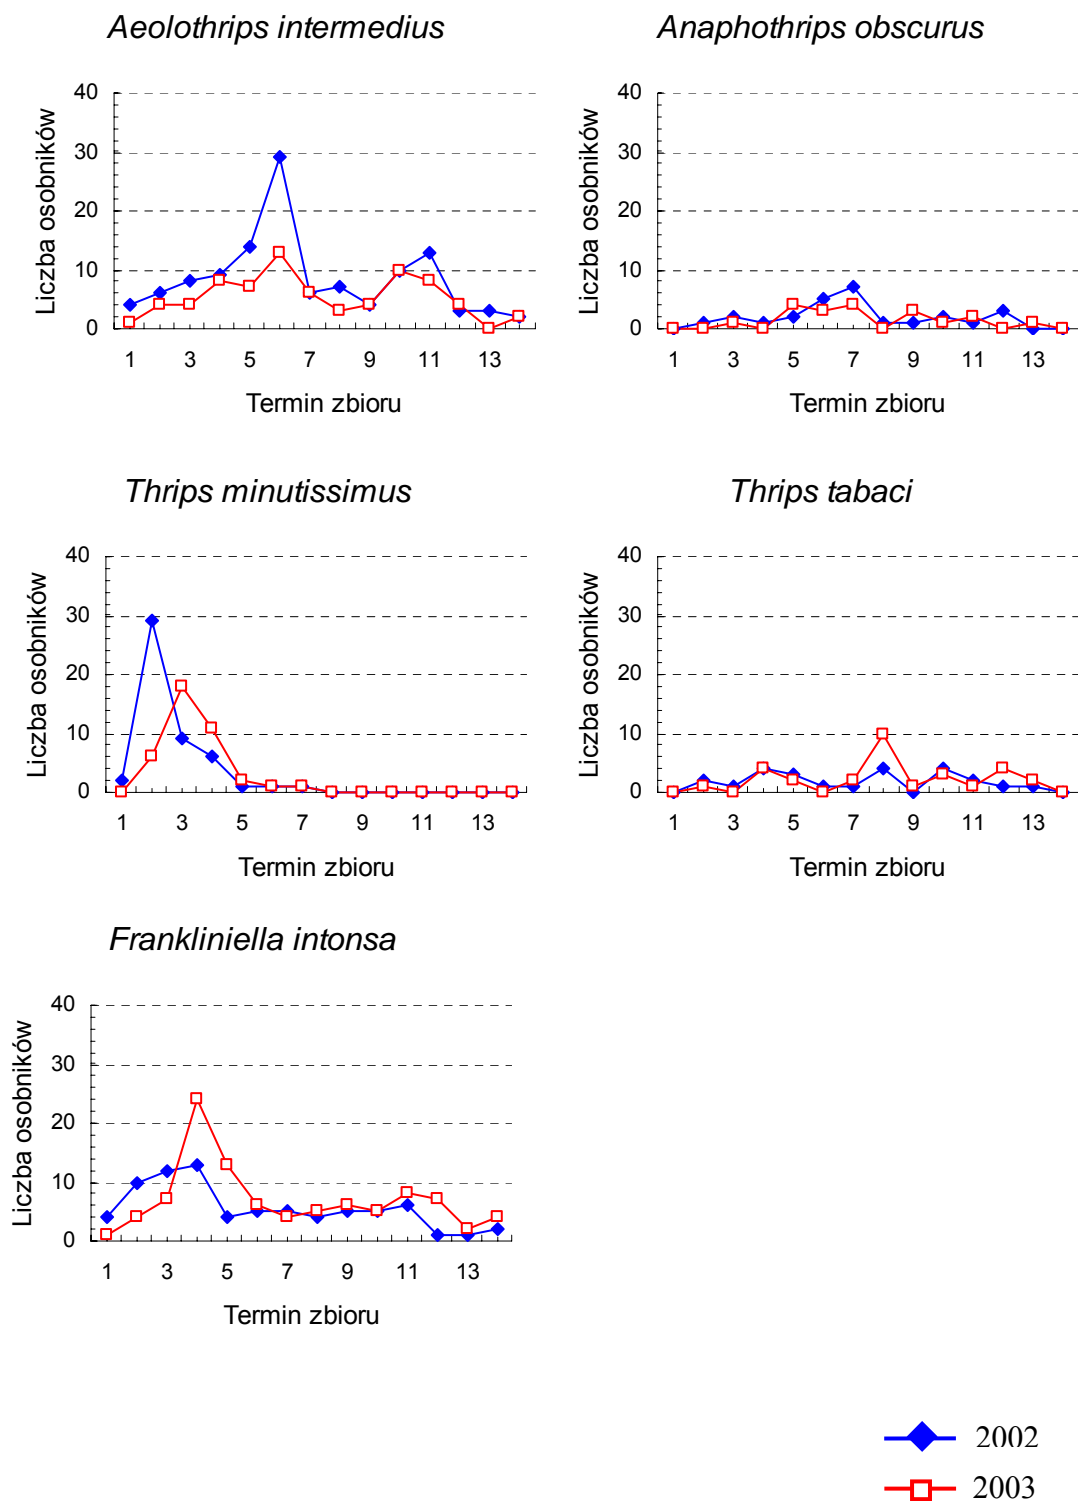 Aeolothrips intermedius
Anaphothrips obscurus
Liczba osobników
40
30
20
10
0
1 3 5 7 9 11 13
Termin zbioru
Liczba osobników
40
30
20
10
0
1 3 5 7 9 11 13
Termin zbioru
Thrips minutissimus
Thrips tabaci
Liczba osobników
40
30
20
10
0
1 3 5 7 9 11 13
Termin zbioru
Liczba osobników
40
30
20
10
0
1 3 5 7 9 11 13
Termin zbioru
Frankliniella intonsa
Liczba osobników
40
30
20
10
0
1 3 5 7 9 11 13
Termin zbioru
2002
2003